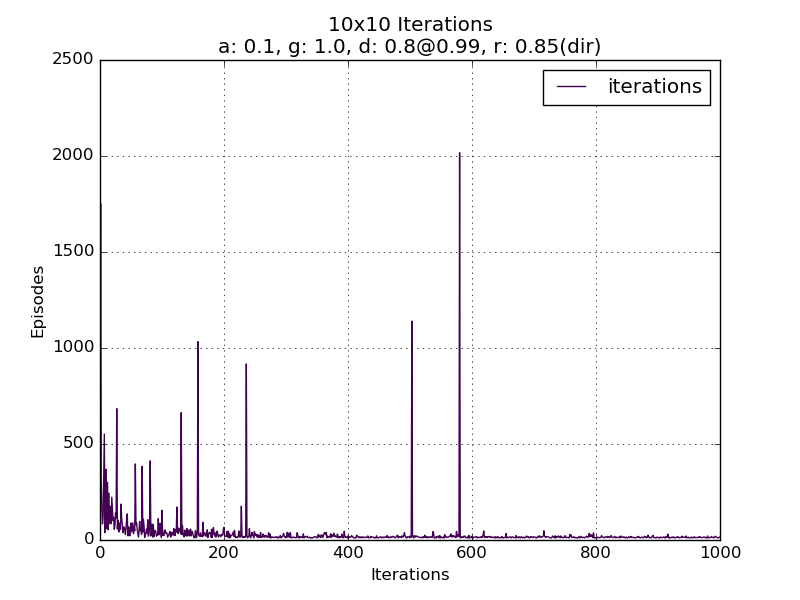 10x10 Iterations
a: 0.1, g: 1.0, d: 0.8@0.99, r: 0.85(dir)
iterations
2500
2000
1500
1000
500
0
Episodes
0 200 400 600 800 1000
Iterations